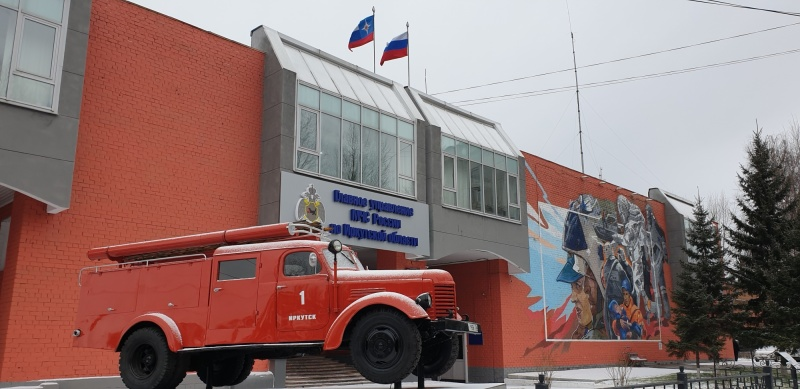 Главное управление
МЧС России
по Иркутской области
1
ИРКУТСК